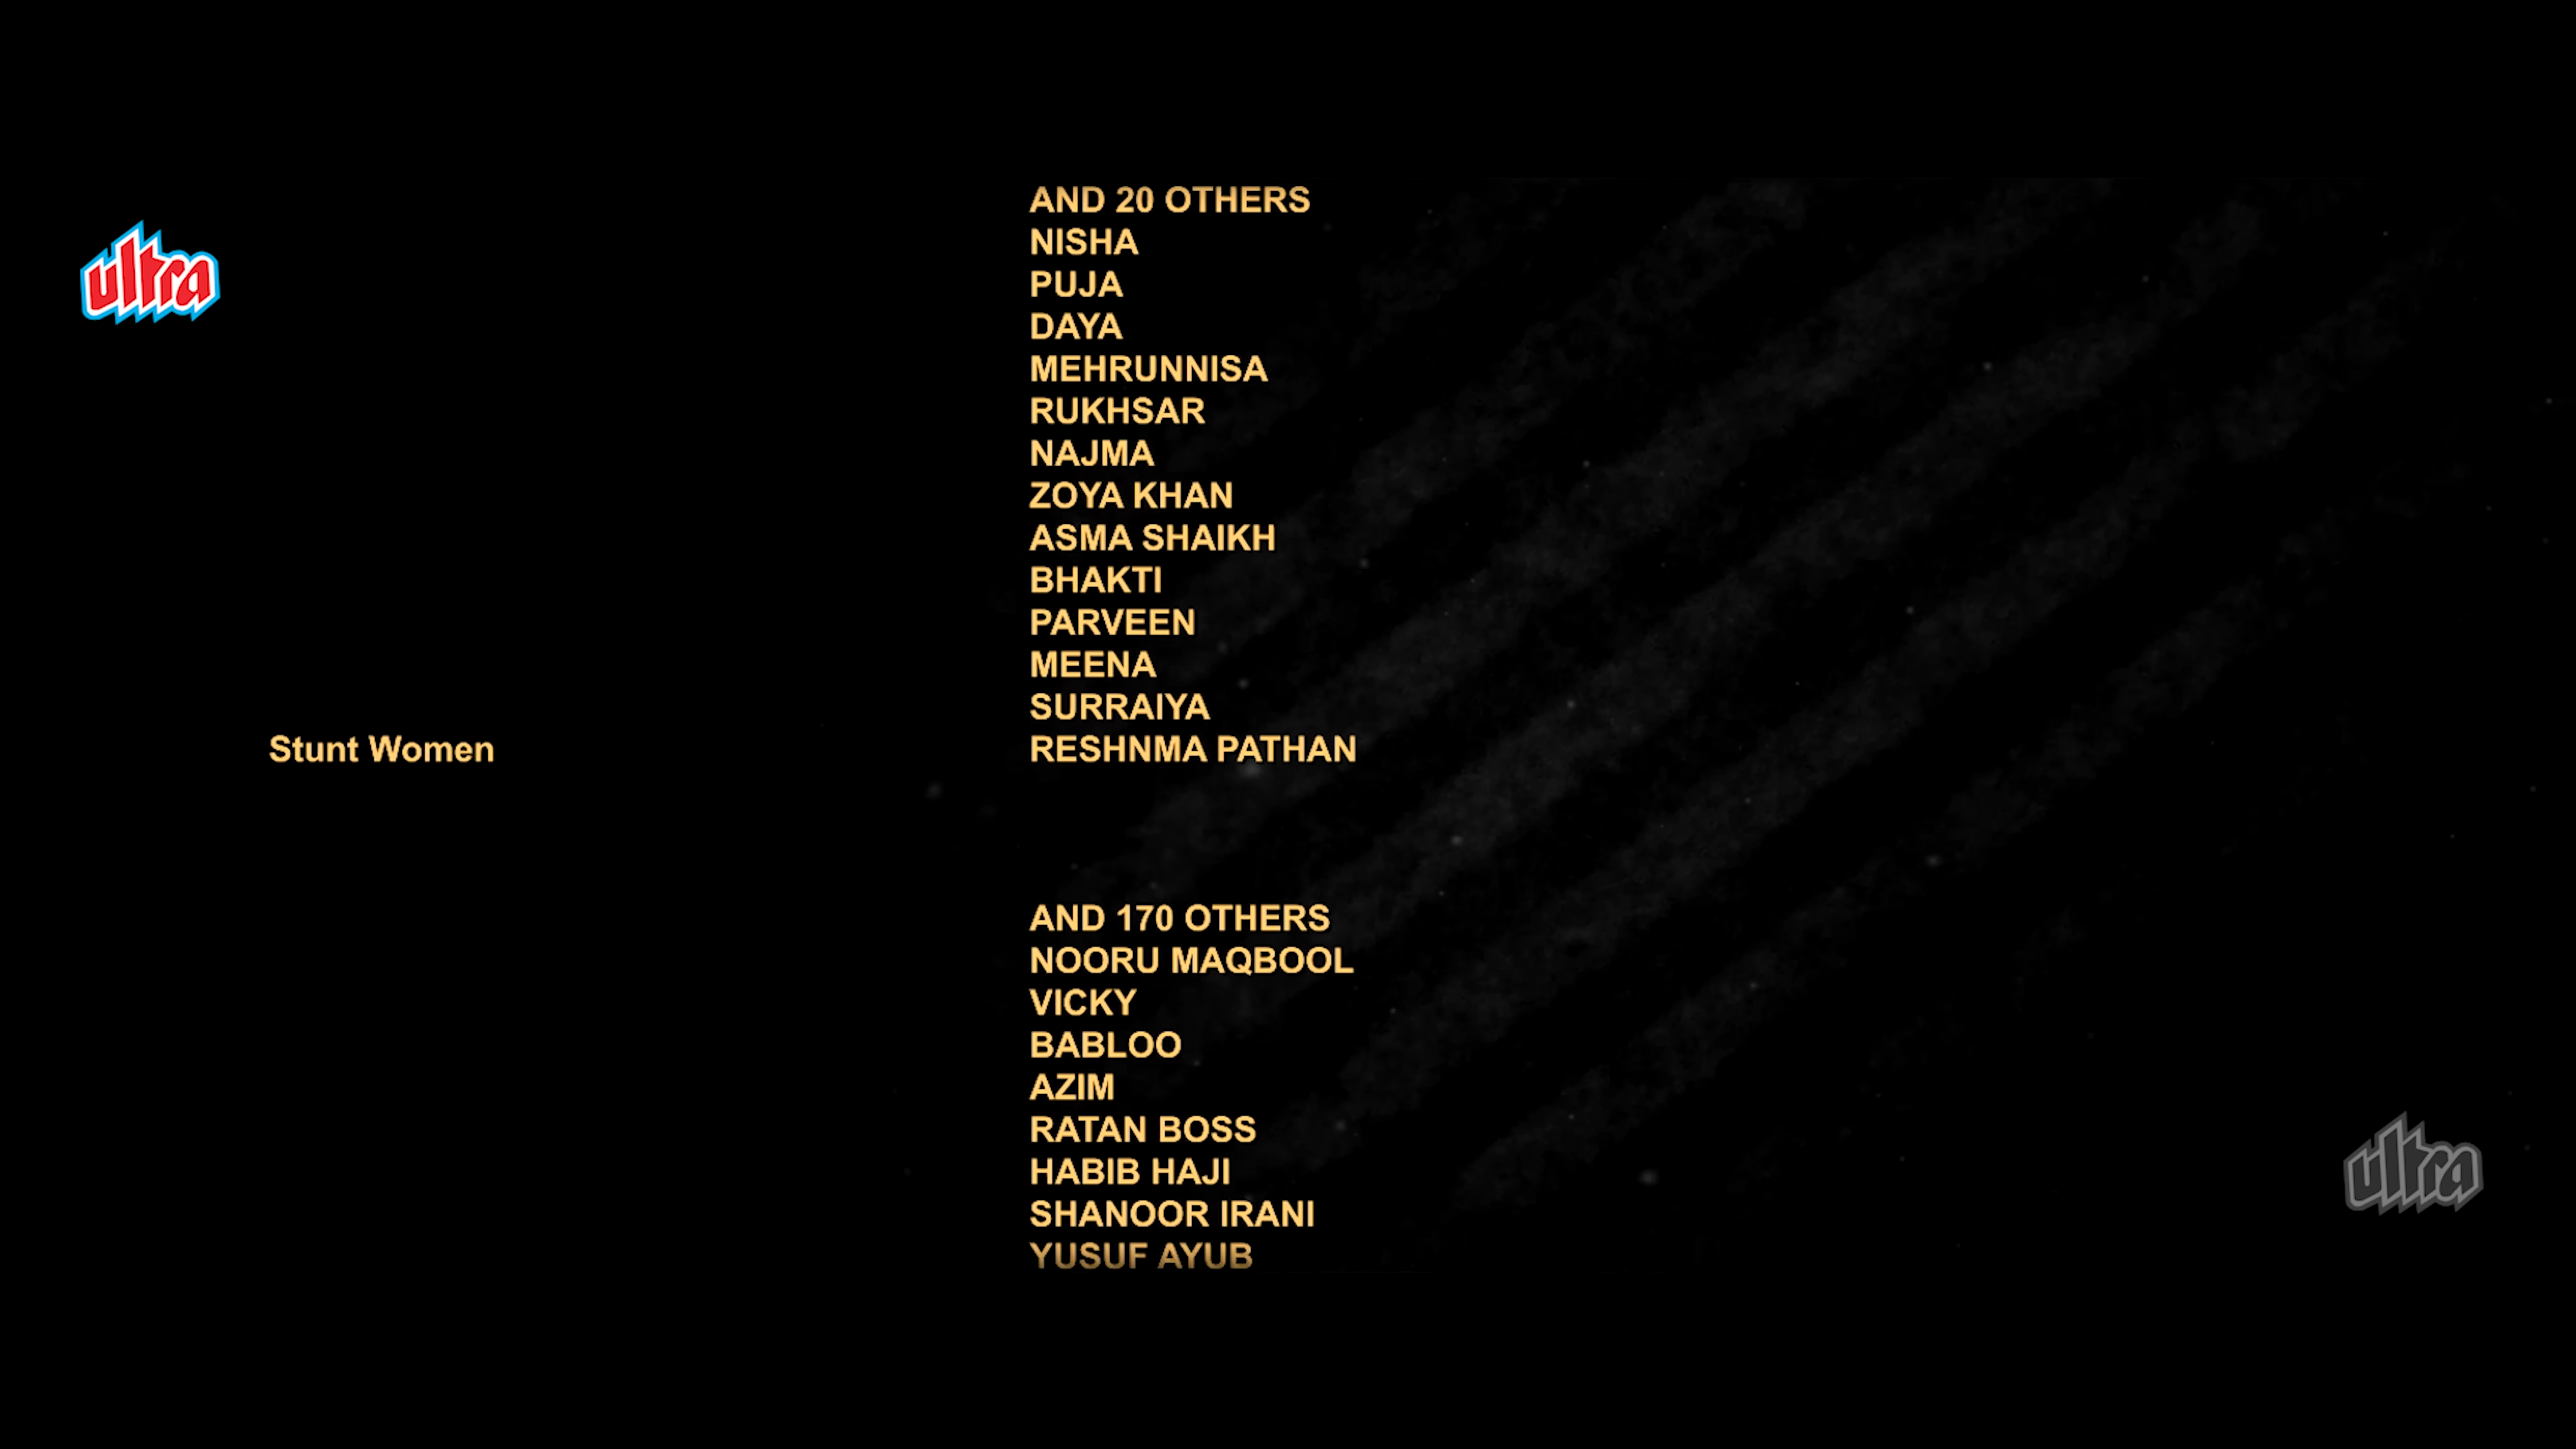 ultra
AND 20 OTHERS
NISHA
PUJA
DAYA
MEHRUNNISA
RUKHSAR
NAJMA
ZOYA KHAN
ASMA SHAIKH
BHAKTI
PARVEEN
MEENA
SURRAIYA
Stunt Women RESHNMA PATHAN
AND 170 OTHERS
NOORU MAQBOOL
VICKY
BABLOO
AZIM
RATAN BOSS
HABIB HAJI
SHANOOR IRANI
YUSUF AYUB
ultra